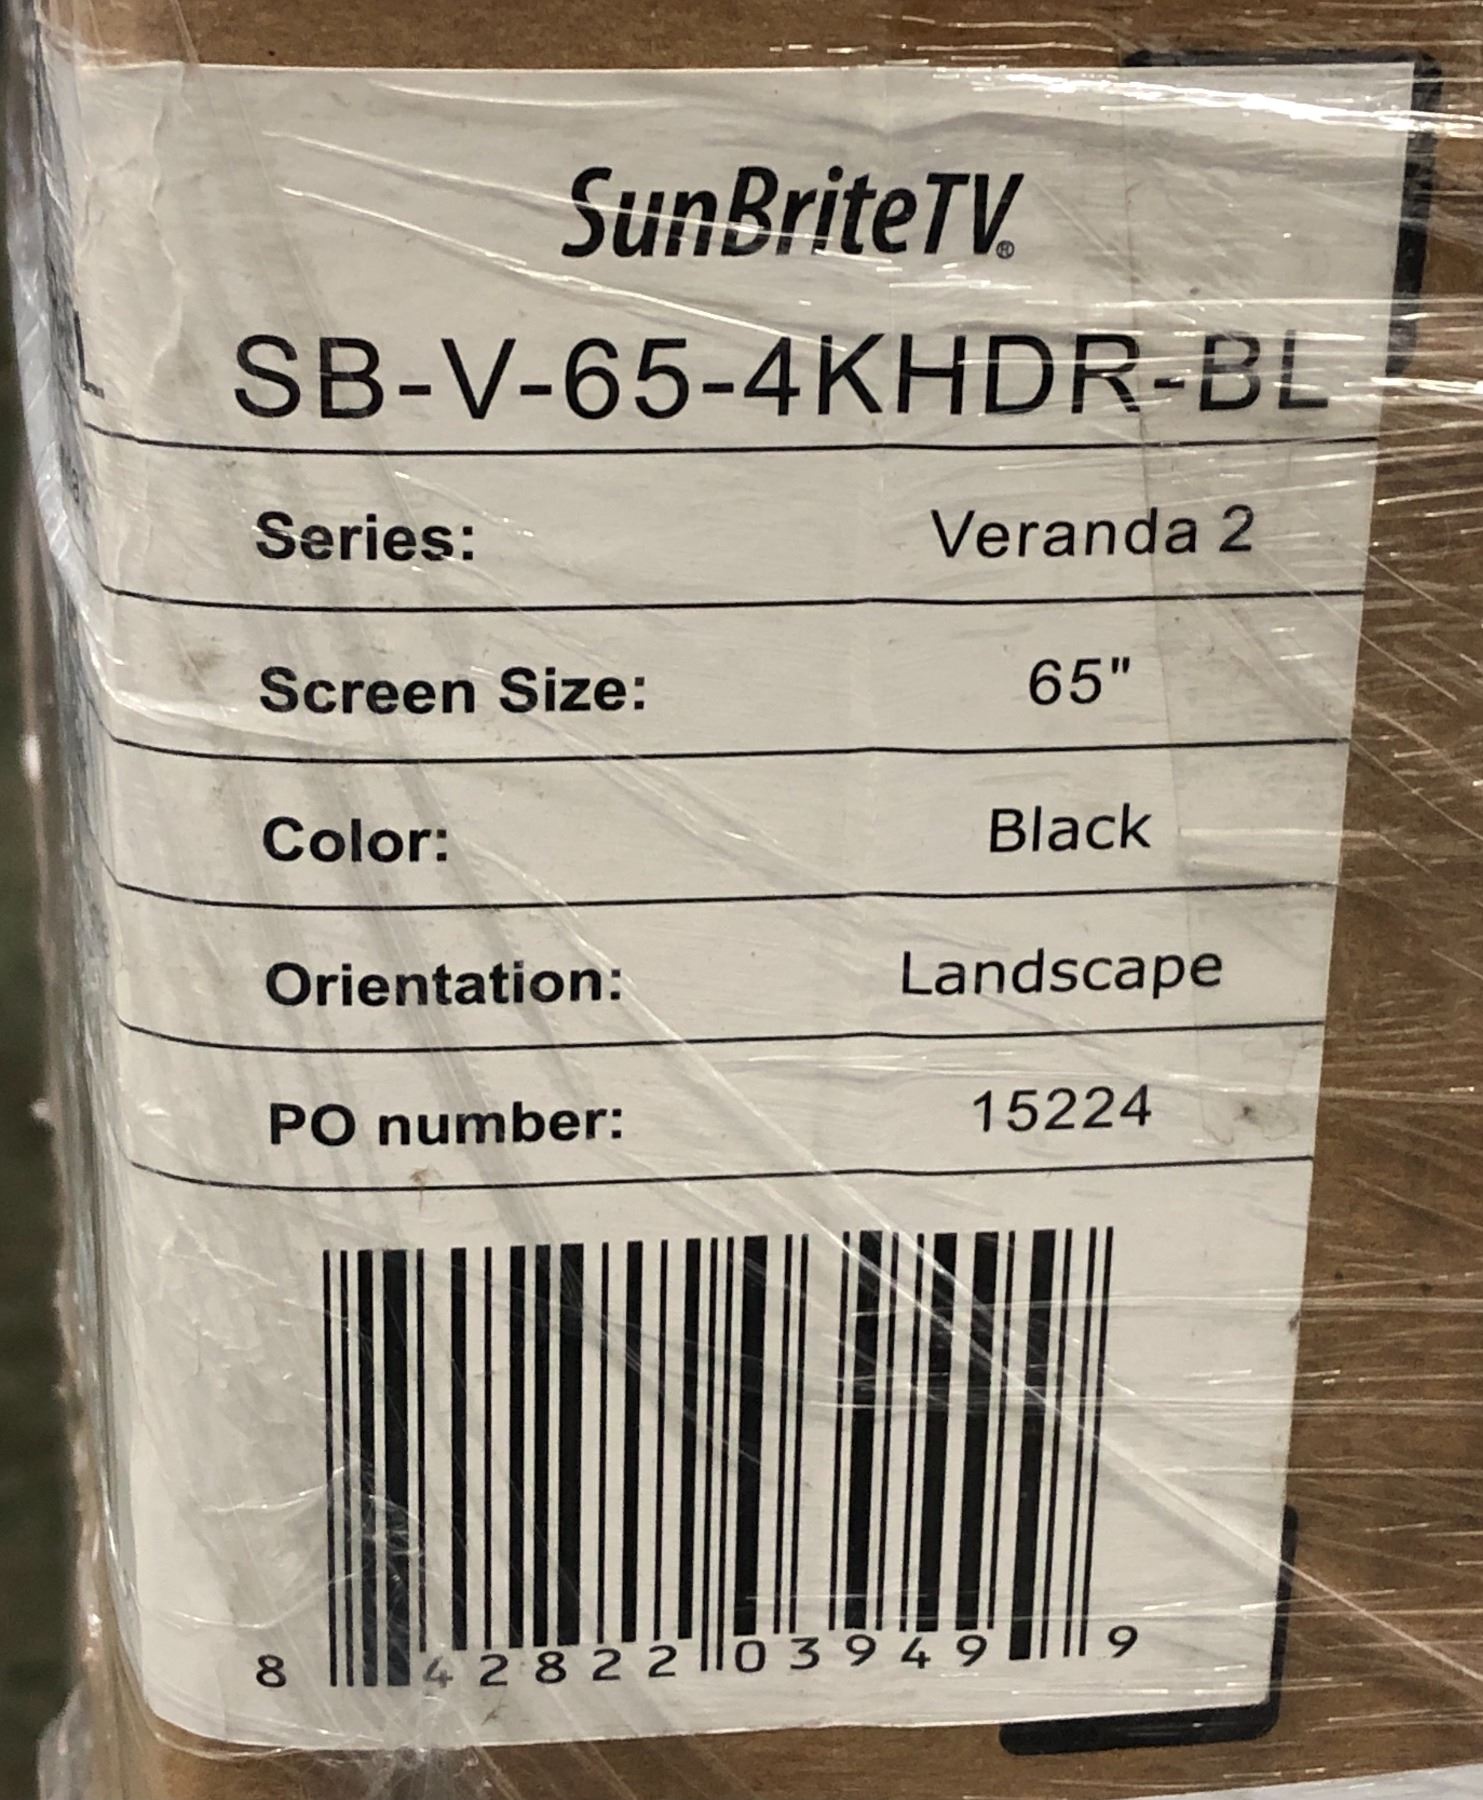 SunBriteTV®
SB-V-65-4KHDR-BL
Series: Veranda 2
Screen Size: 65"
Color: Black
Orientation: Landscape
PO number: 15224
8 42822 03949 9